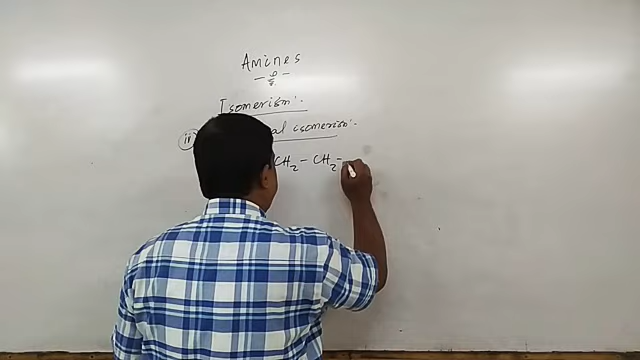 Amines
Isomerism:-
(ii) al isomerism:-
CH2 - CH2 -